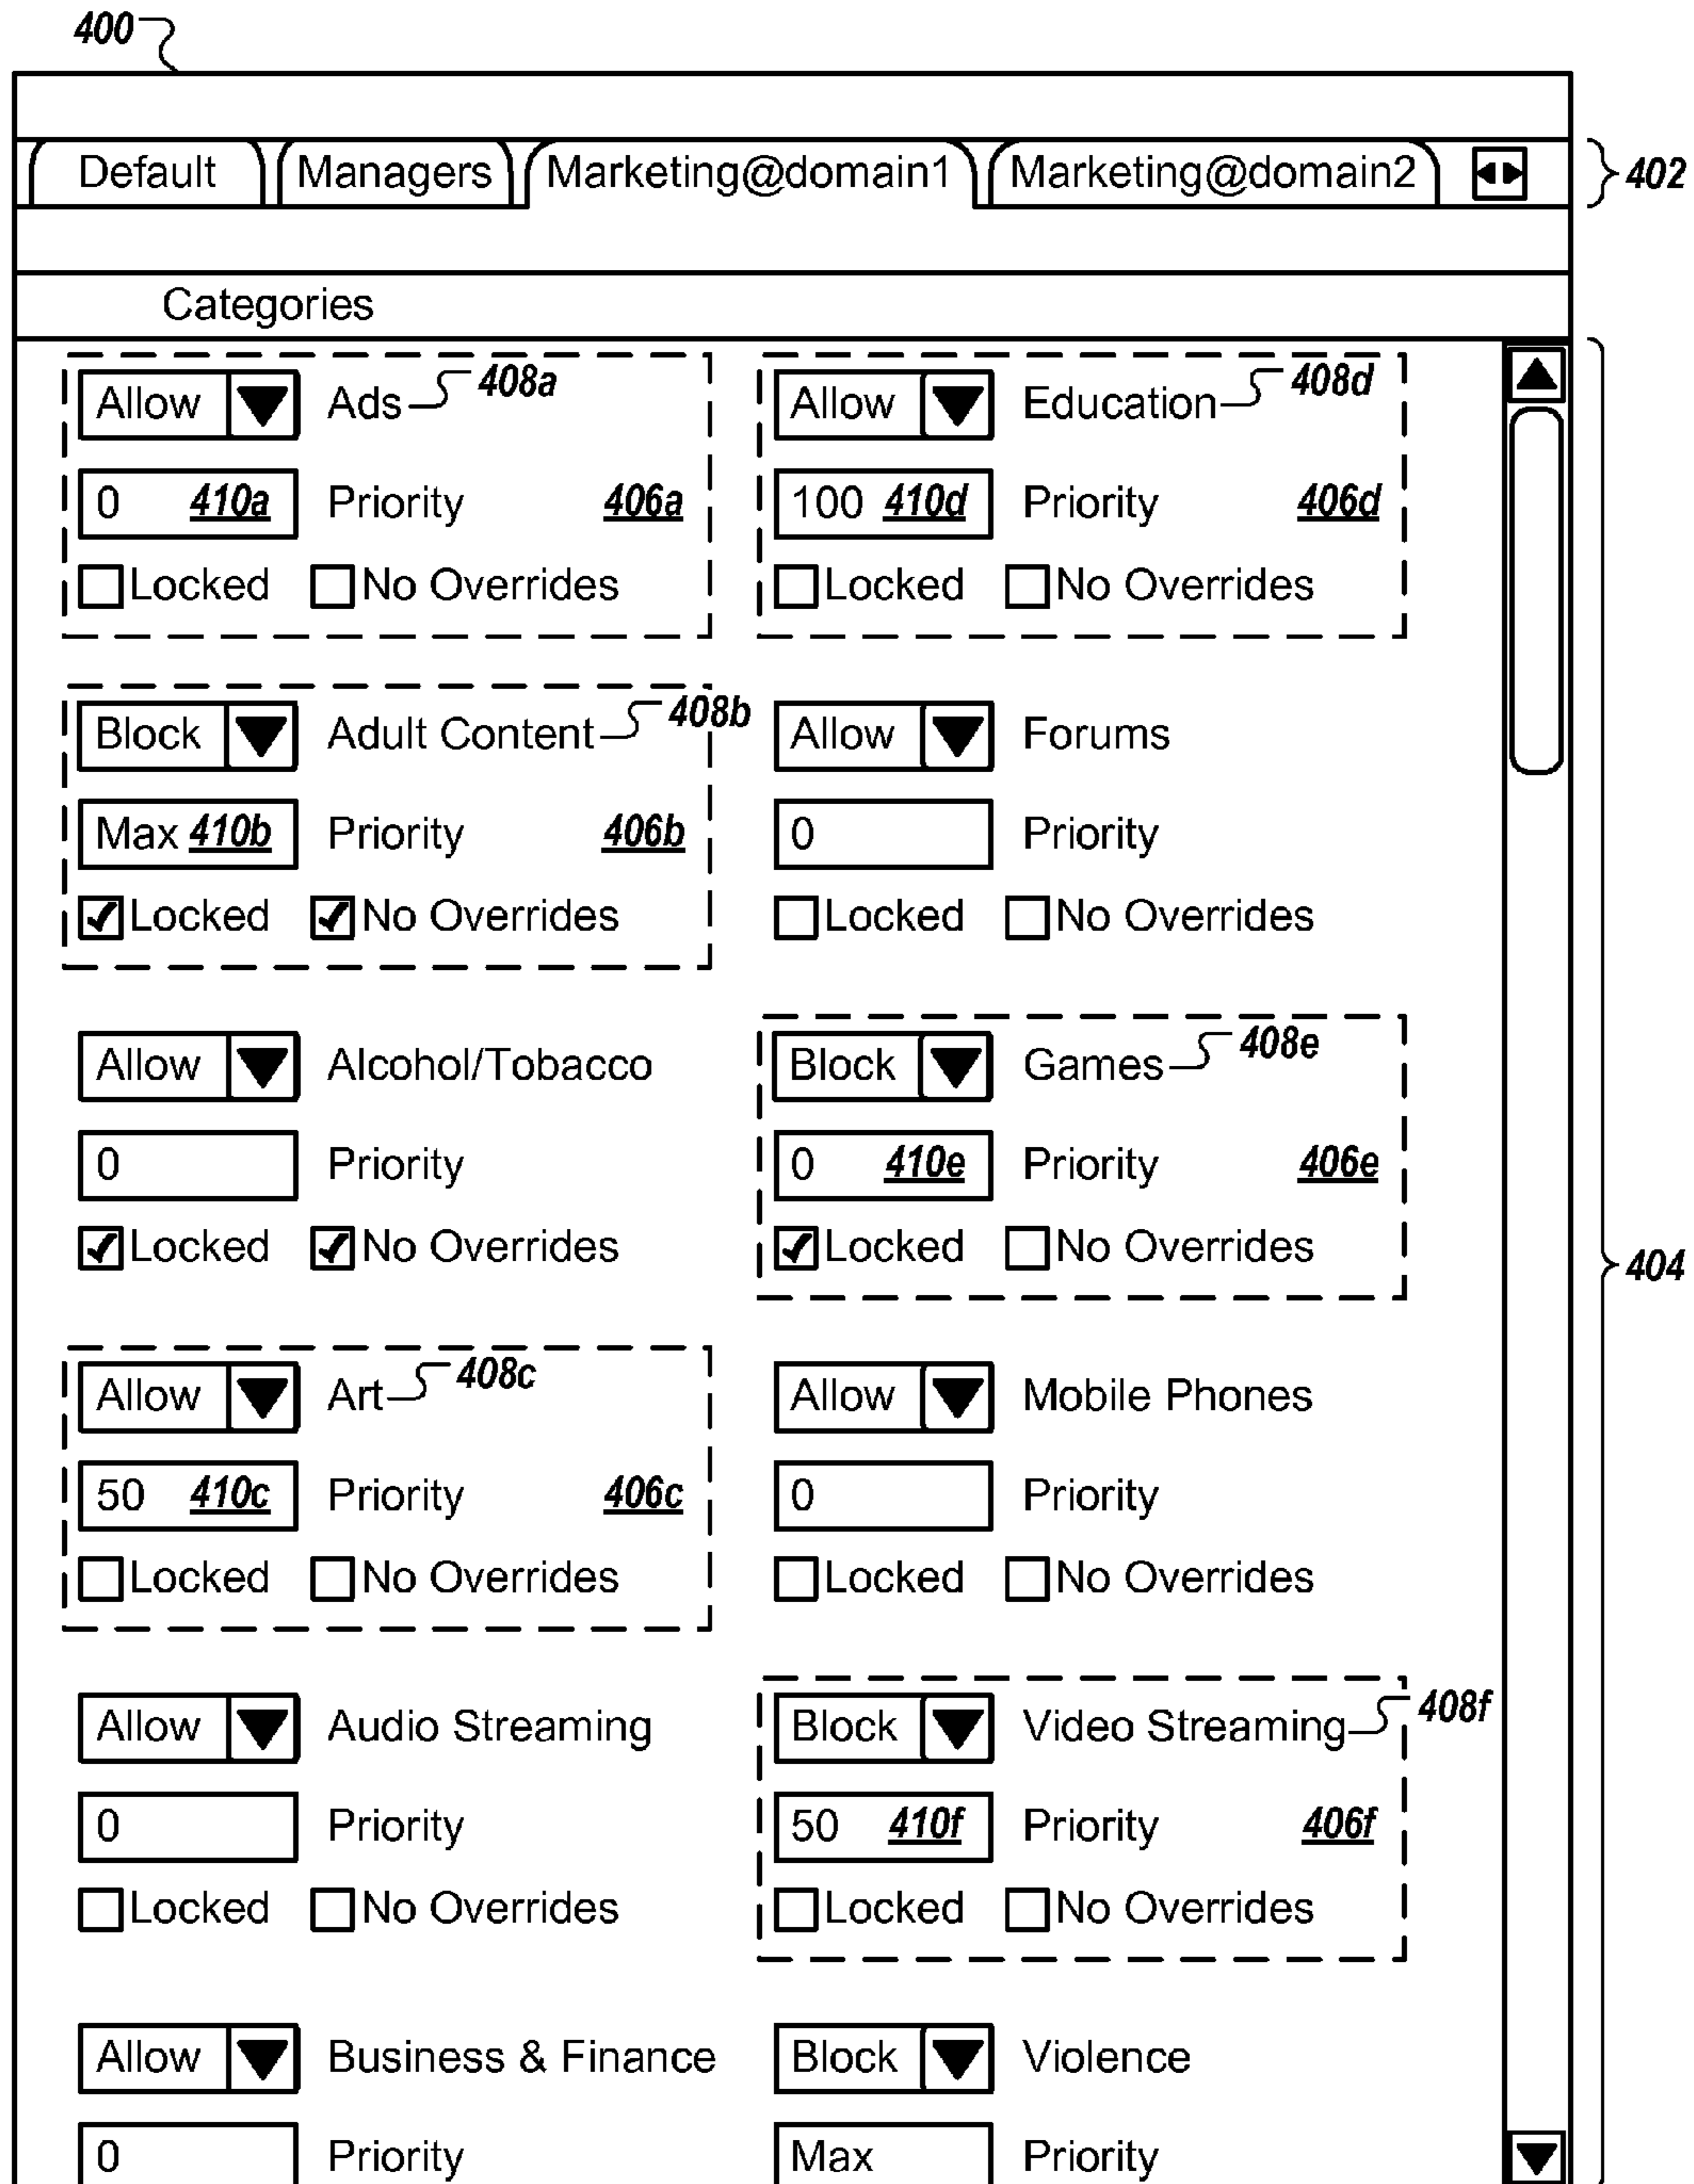 400
Default Managers Marketing@domain1 Marketing@domain2 402
Categories
Allow Ads 408a Allow Education 408d
0 410a Priority 406a 100 410d Priority 406d
Locked No Overrides Locked No Overrides
Block Adult Content 408b Allow Forums
Max 410b Priority 406b 0 Priority
Locked No Overrides Locked No Overrides
Allow Alcohol/Tobacco Block Games 408e
0 Priority 0 410e Priority 406e
Locked No Overrides Locked No Overrides 404
Allow Art 408c Allow Mobile Phones
50 410c Priority 406c 0 Priority
Locked No Overrides Locked No Overrides
Allow Audio Streaming Block Video Streaming 408f
0 Priority 50 410f Priority 406f
Locked No Overrides Locked No Overrides
Allow Business & Finance Block Violence
0 Priority Max Priority